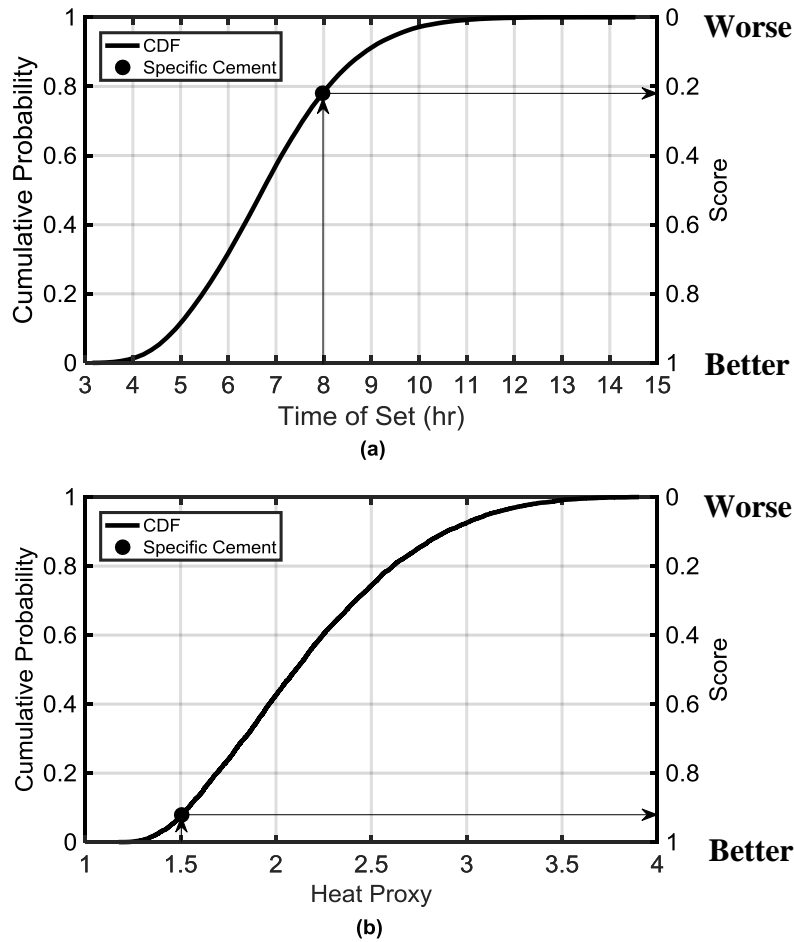 1 0 Worse
CDF
Specific Cement
0.8 0.2
0.6 0.4
0.4 0.6
0.2 0.8
0 1 Better
Cumulative Probability
Score
3 4 5 6 7 8 9 10 11 12 13 14 15
Time of Set (hr)
(a)
1 0 Worse
CDF
Specific Cement
0.8 0.2
0.6 0.4
0.4 0.6
0.2 0.8
0 1 Better
Cumulative Probability
Score
1 1.5 2 2.5 3 3.5 4
Heat Proxy
(b)